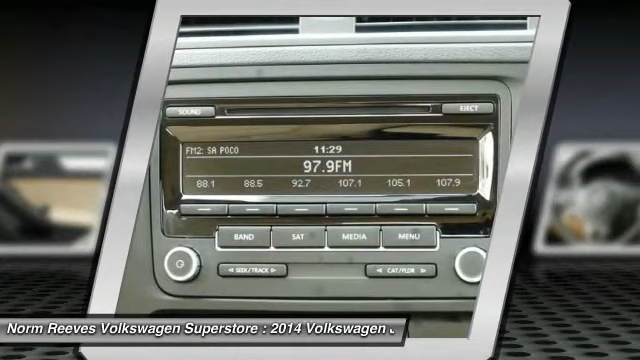 SOUND EJECT
FM2: SA POCO 11:29
97.9FM
88.1 88.5 92.7 107.1 105.1 107.9
BAND SAT MEDIA MENU
SEEK/TRACK CAT/FLDR
Norm Reeves Volkswagen Superstore : 2014 Volkswagen